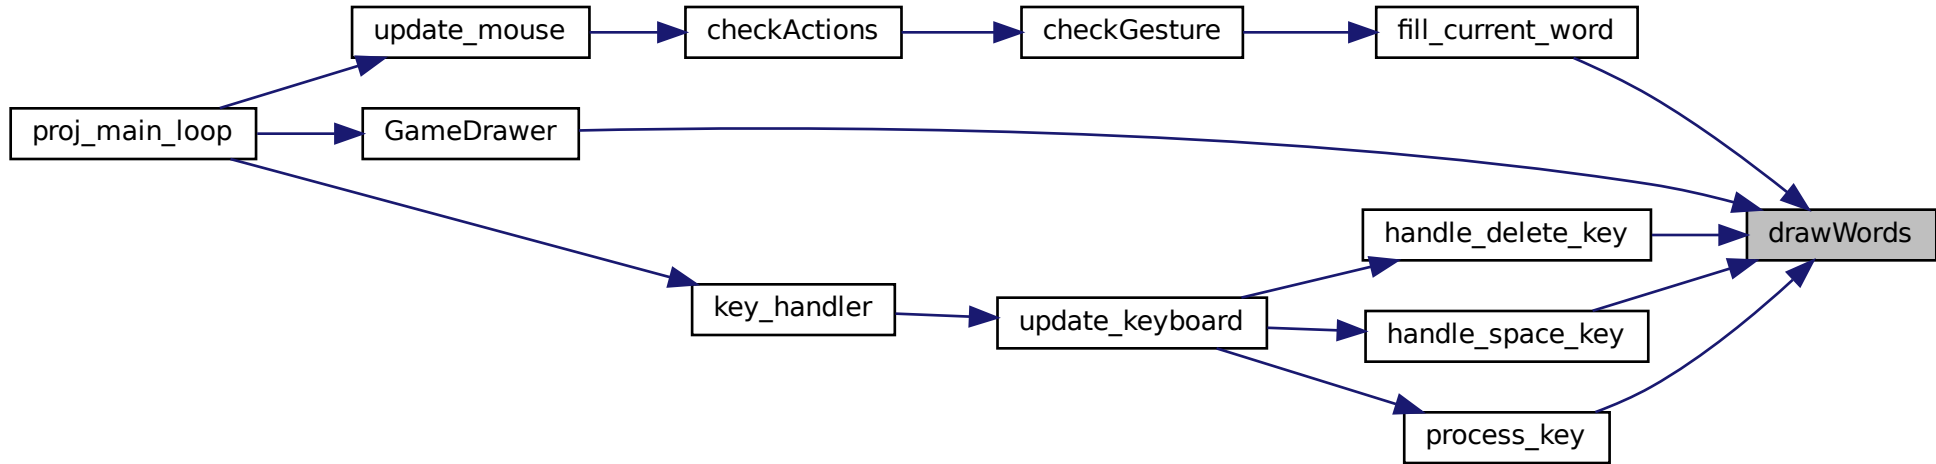 update_mouse
checkActions
checkGesture
fill_current_word
proj_main_loop
GameDrawer
handle_delete_key
drawWords
key_handler
update_keyboard
handle_space_key
process_key